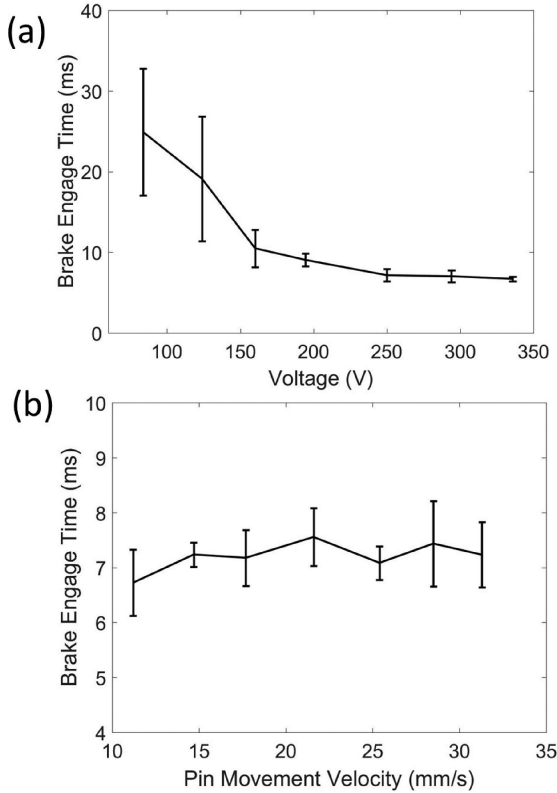 (a)
Brake Engage Time (ms)
40
30
20
10
0
100 150 200 250 300 350
Voltage (V)
(b)
Brake Engage Time (ms)
10
9
8
7
6
5
4
10 15 20 25 30 35
Pin Movement Velocity (mm/s)